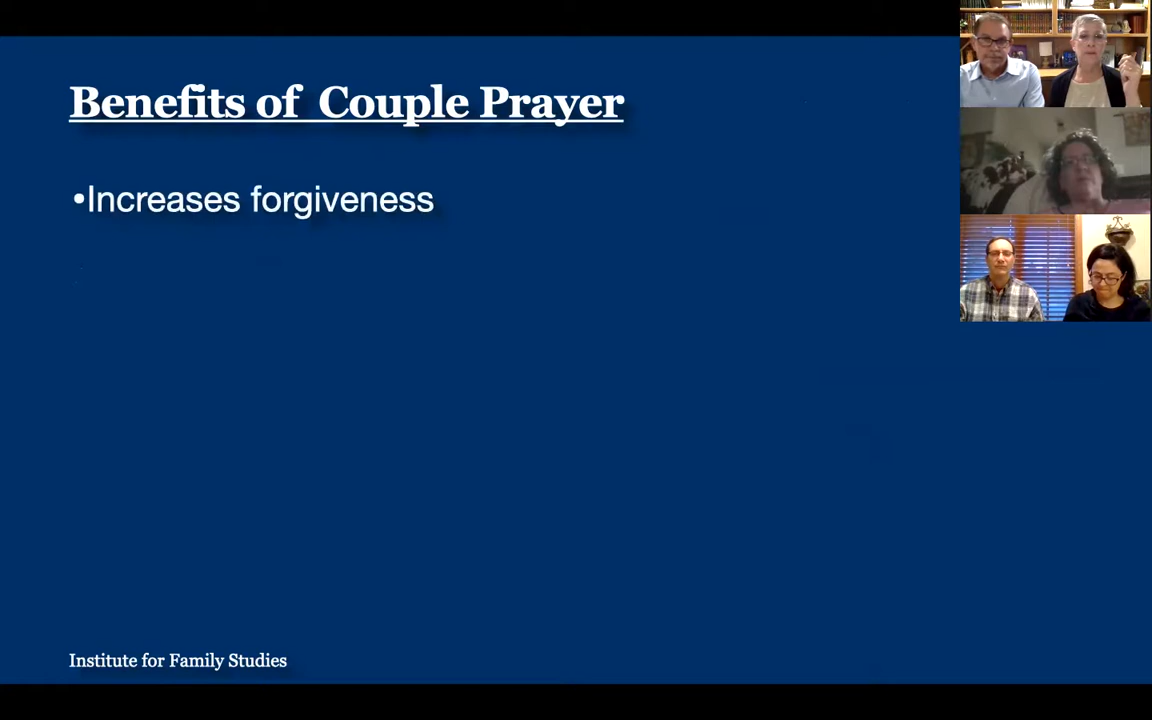 Benefits of Couple Prayer
•Increases forgiveness
Institute for Family Studies